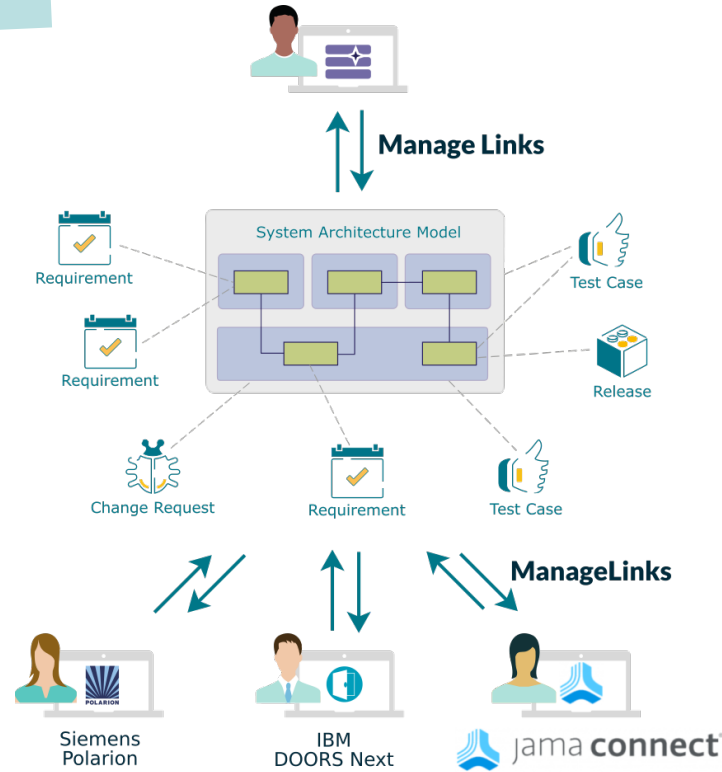 Manage Links
System Architecture Model
Requirement
Test Case
Requirement
Release
Change Request
Requirement
Test Case
ManageLinks
POLARION
Siemens
Polarion
IBM
DOORS Next
jama connect